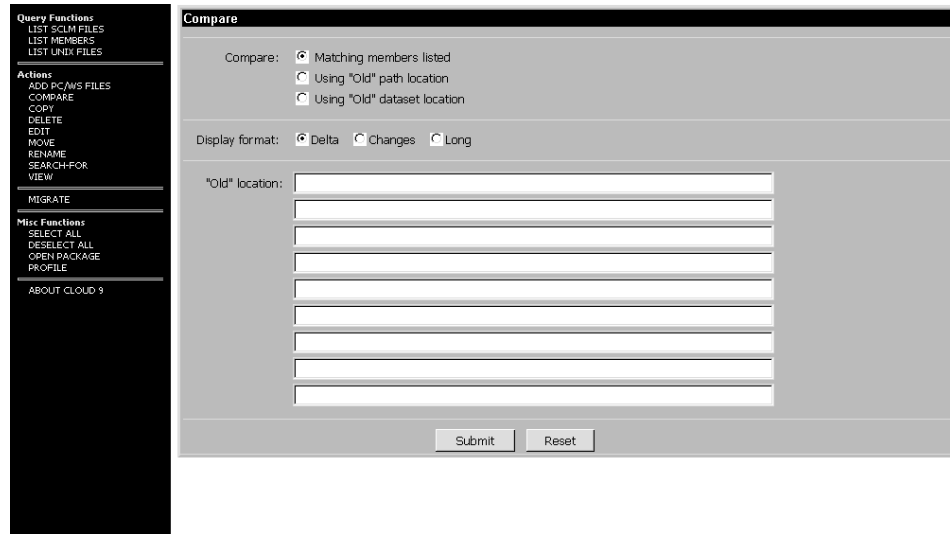 Query Functions
LIST SCLM FILES
LIST MEMBERS
LIST UNIX FILES
Actions
ADD PC/WS FILES
COMPARE
COPY
DELETE
EDIT
MOVE
RENAME
SEARCH-FOR
VIEW
MIGRATE
Misc Functions
SELECT ALL
DESELECT ALL
OPEN PACKAGE
PROFILE
ABOUT CLOUD 9
Compare
Compare: Matching members listed
Using "Old" path location
Using "Old" dataset location
Display format: Delta Changes Long
"Old" location:
Submit Reset